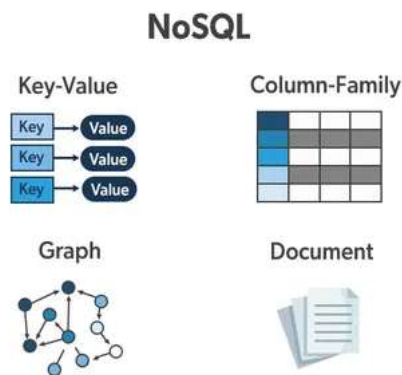 NoSQL
Key-Value
Column-Family
Key
Value
Key
Value
Key
Value
Graph
Document